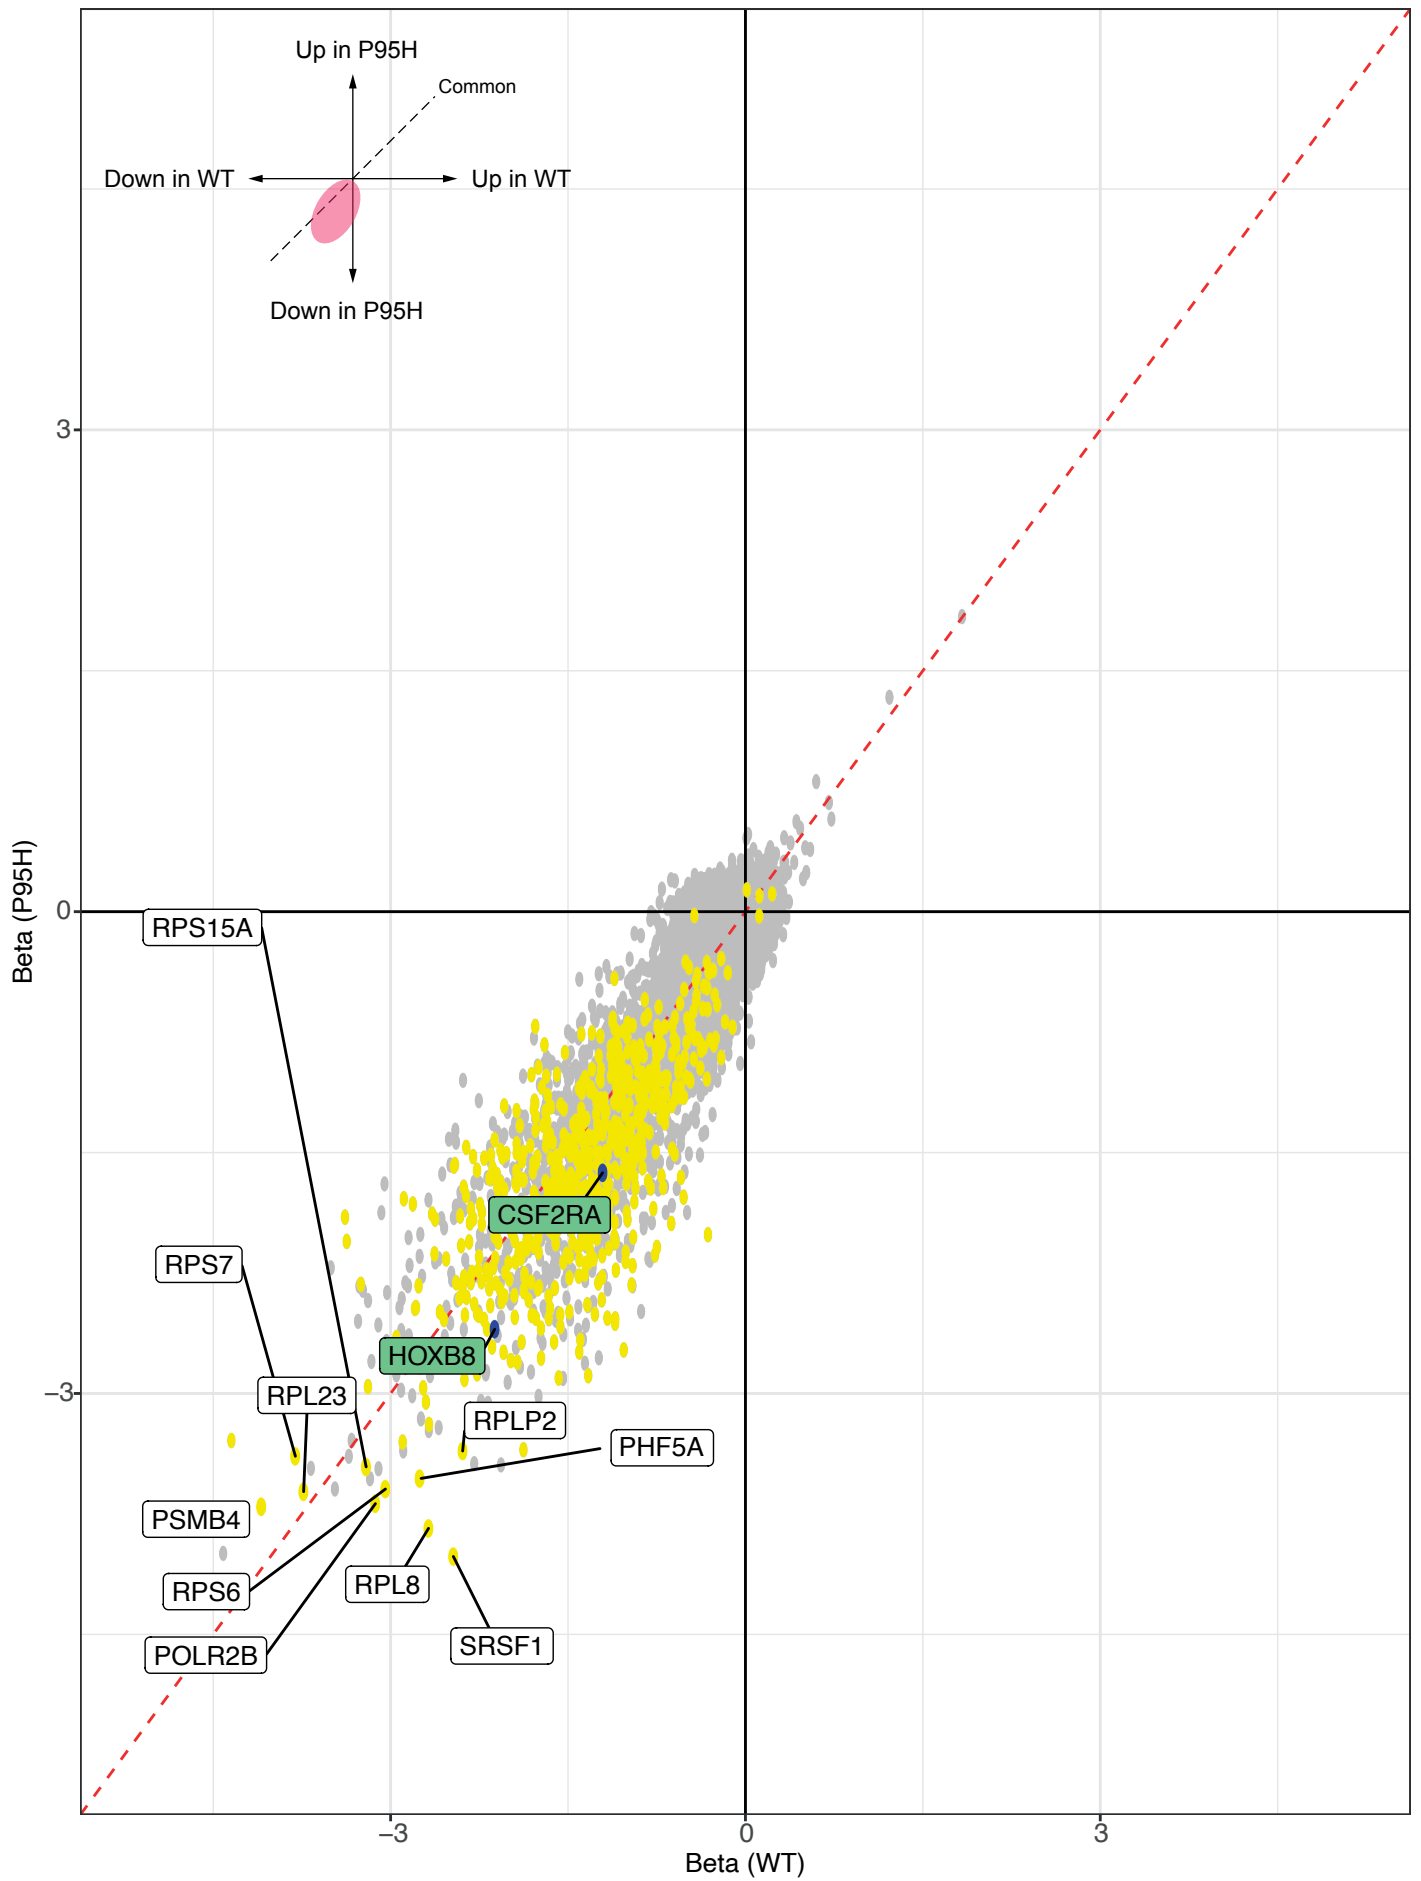 Up in P95H
Common
Down in WT
Up in WT
Down in P95H
3
0
−3
Beta (P95H)
RPS15A
CSF2RA
RPS7
HOXB8
RPL23
RPLP2
PHF5A
PSMB4
RPS6
RPL8
POLR2B
SRSF1
−3
0
3
Beta (WT)